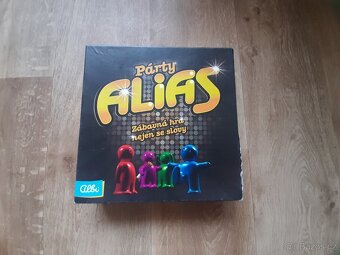 Párty
ALiAS
Zábavná hra
nejen se slovy
Albi